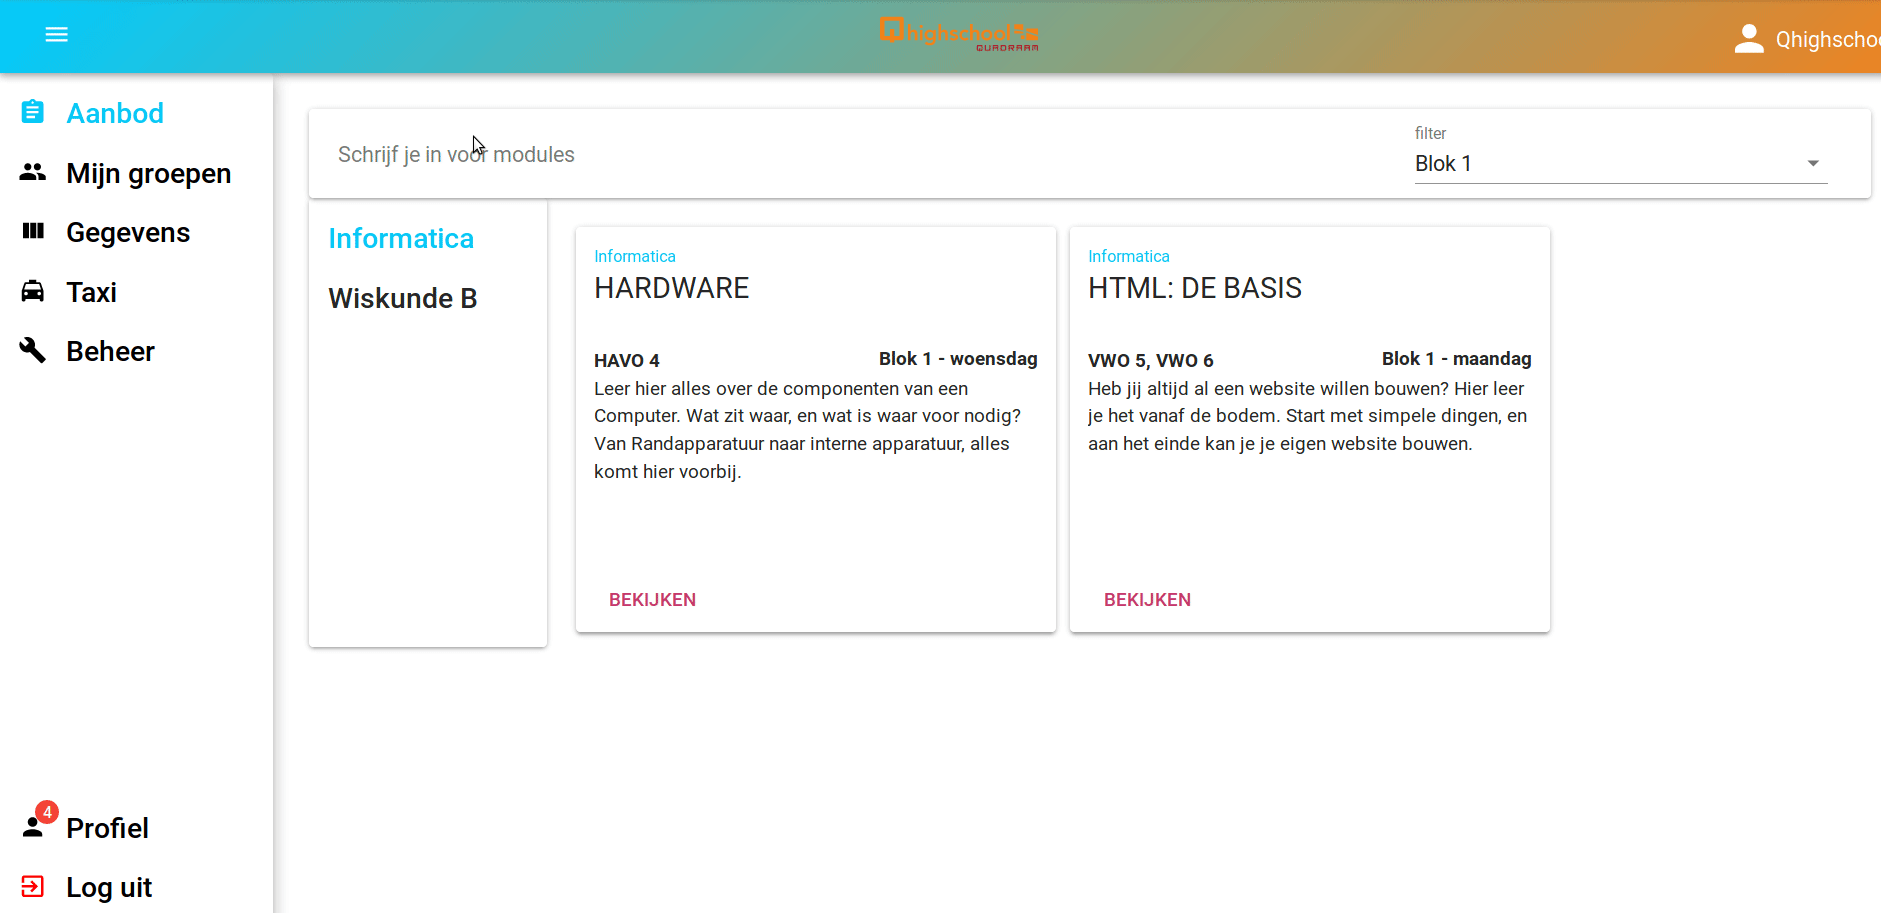 Qhighschool
QUADRAAM
Aanbod
Mijn groepen
Gegevens
Taxi
Beheer
4
Profiel
Log uit
Schrijf je in voor modules
filter
Blok 1
Informatica
Wiskunde B
Informatica
HARDWARE
HAVO 4
Blok 1 - woensdag
Leer hier alles over de componenten van een
Computer. Wat zit waar, en wat is waar voor nodig?
Van Randapparatuur naar interne apparatuur, alles
komt hier voorbij.
BEKIJKEN
Informatica
HTML: DE BASIS
VWO 5, VWO 6
Blok 1 - maandag
Heb jij altijd al een website willen bouwen? Hier leer
je het vanaf de bodem. Start met simpele dingen, en
aan het einde kan je je eigen website bouwen.
BEKIJKEN